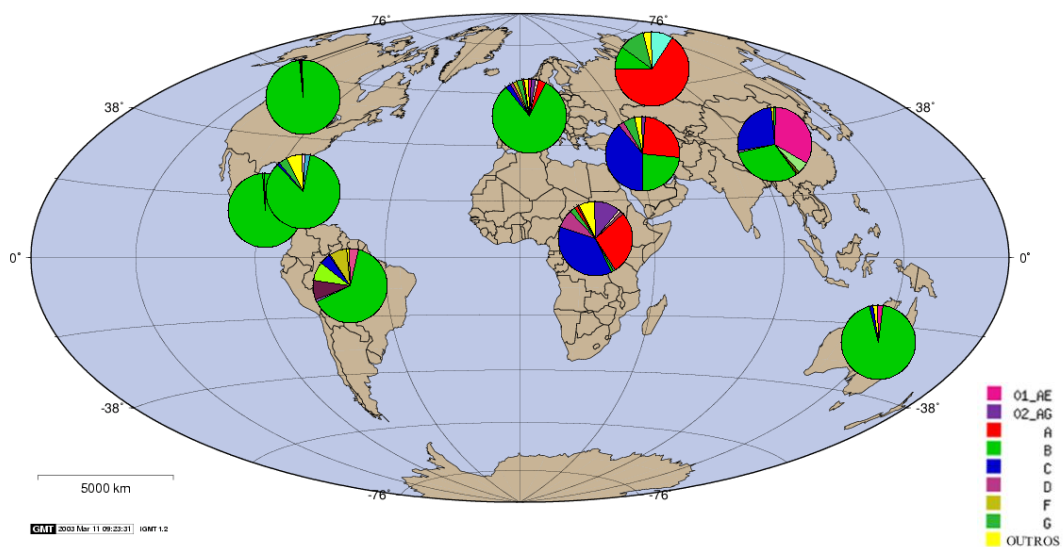 76˚
76˚
38˚
38˚
0˚
0˚
-38˚
-38˚
-76˚
-76˚
5000 km
GMT 2003 Mar 11 09:23:31 IGNT 1.2
01_AE
02_AG
A
B
C
D
F
G
OUTROS